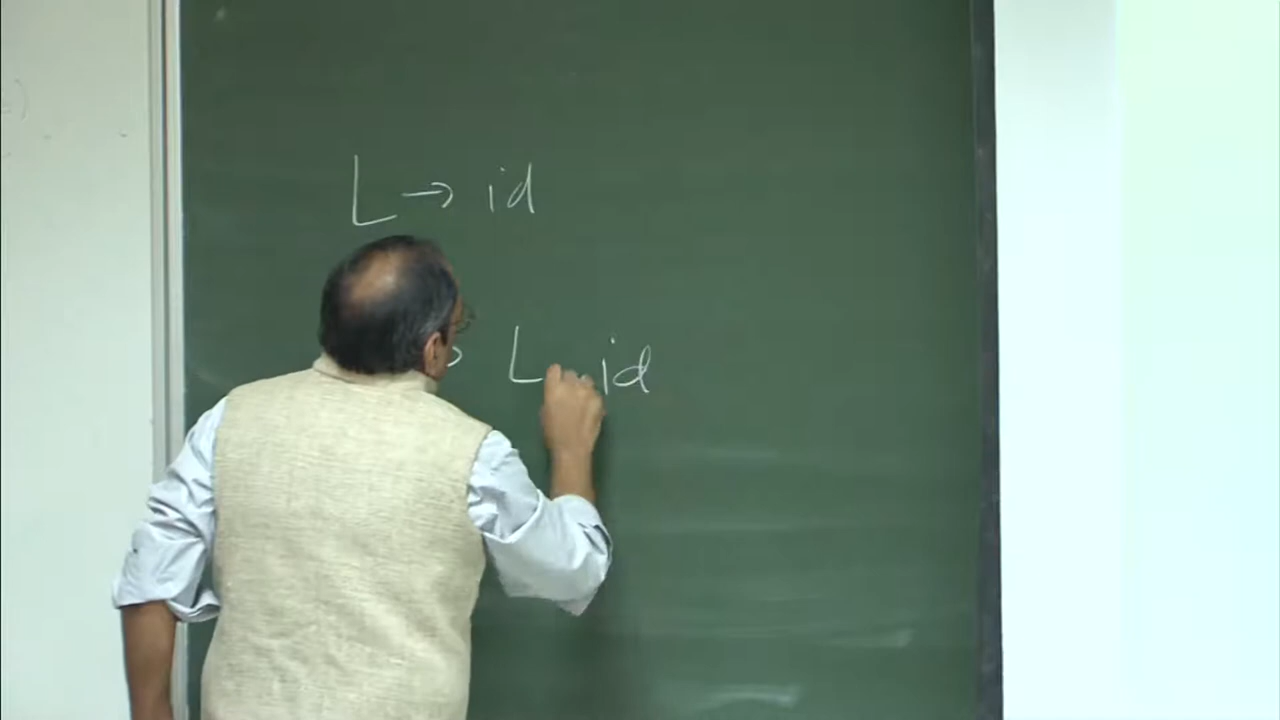 L → id
→ L id